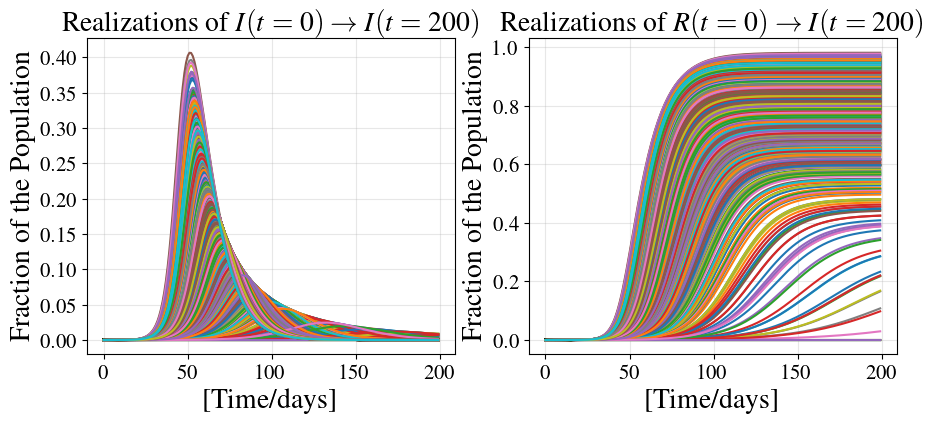 Realizations of I(t = 0) → I(t = 200)
Fraction of the Population
0.40
0.35
0.30
0.25
0.20
0.15
0.10
0.05
0.00
0 50 100 150 200
[Time/days]
Realizations of R(t = 0) → I(t = 200)
Fraction of the Population
1.0
0.8
0.6
0.4
0.2
0.0
0 50 100 150 200
[Time/days]